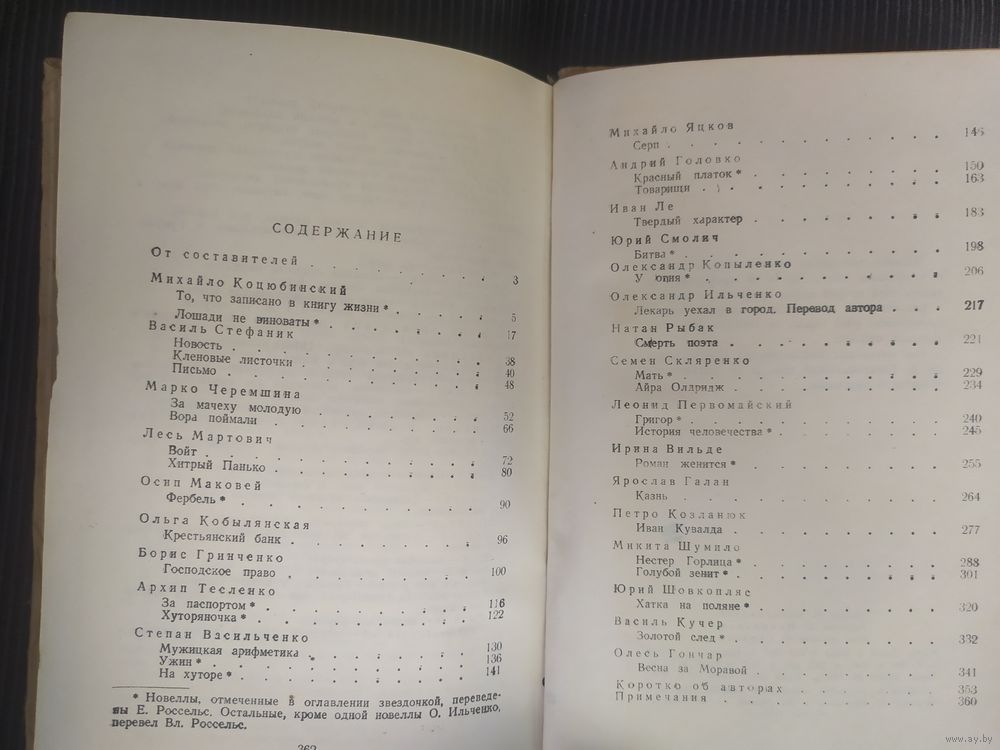 СОДЕРЖАНИЕ
От составителей . . . . . . . . 3
Михайло Коцюбинский
То, что записано в книгу жизни * . . . . 5
Лошади не виноваты * . . . . . . . 17
Василь Стефаник
Новость . . . . . . . . . . 38
Кленовые листочки . . . . . . . . 40
Письмо . . . . . . . . . . 48
Марко Черемшина
За мачеху молодую . . . . . . . 52
Вора поймали . . . . . . . . . 66
Лесь Мартович
Войт . . . . . . . . . . . 72
Хитрый Панько . . . . . . . . . 80
Осип Маковей
Фербель * . . . . . . . . . . 90
Ольга Кобылянская
Крестьянский банк . . . . . . . . 96
Борис Гринченко
Господское право . . . . . . . . 100
Архип Тесленко
За паспортом * . . . . . . . . 116
Хуторяночка * . . . . . . . . . 122
Степан Васильченко
Мужицкая арифметика . . . . . . . 130
Ужин * . . . . . . . . . . 136
На хуторе * . . . . . . . . . 141
* Новеллы, отмеченные в оглавлении звездочкой, переведе-
ны Е. Россельс. Остальные, кроме одной новеллы О. Ильченко,
перевел Вл. Россельс.
362
Михайло Яцков
Серп . . . . . . . . . . . 146
Андрий Головко
Красный платок * . . . . . . . . 150
Товарищи . . . . . . . . . . 163
Иван Ле
Твердый характер . . . . . . . . 183
Юрий Смолич
Битва * . . . . . . . . . . 198
Олександр Копыленко
У опия * . . . . . . . . . . 206
Олександр Ильченко
Лекарь уехал в город. Перевод автора . . . 217
Натан Рыбак
Смерть поэта . . . . . . . . . 221
Семен Скляренко
Мать * . . . . . . . . . . 229
Айра Олдридж . . . . . . . . . 234
Леонид Первомайский
Григор * . . . . . . . . . . 240
История человечества * . . . . . . 245
Ирина Вильде
Роман женится * . . . . . . . . 255
Ярослав Галан
Казнь . . . . . . . . . . . 264
Петро Козланюк
Иван Кувалда . . . . . . . . . 277
Микита Шумило
Нестер Горлица * . . . . . . . . 288
Голубой зенит * . . . . . . . . 301
Юрий Шовкопляс
Хатка на поляне * . . . . . . . 320
Василь Кучер
Золотой след * . . . . . . . . 332
Олесь Гончар
Весна за Моравой . . . . . . . . 341
Коротко об авторах . . . . . . . 353
Примечания . . . . . . . . . . 360
www.ay.by